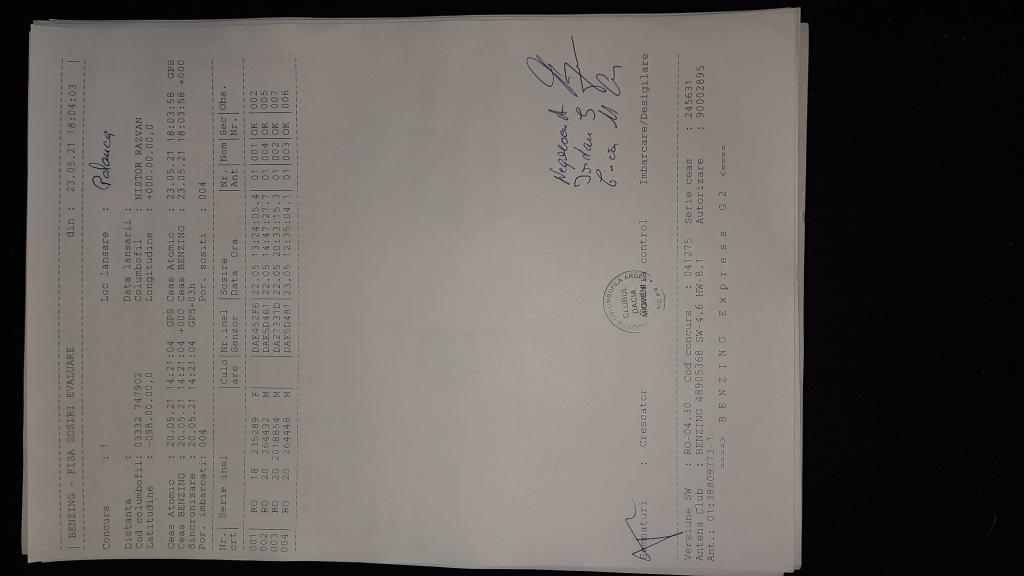 | BENZING - FISA SOSIRI EVALUARE din : 23.05.21 18:04:03 |
Concurs : 1 Loc lansare : Palanca
Distanta : Data lansarii :
Cod columbofil: 03332 747902 Columbofil : NISTOR RAZVAN
Latitudine : -098.00.00,0 Longitudine : +000.00.00,0
Ceas Atomic : 20.05.21 14:21:04 GPS Ceas Atomic : 23.05.21 18:03:58 GPS
Ceas BENZING : 20.05.21 14:21:04 +000 Ceas BENZING : 23.05.21 18:03:58 +000
Sincronizare : 20.05.21 14:21:04 GPS+03h
Por. imbarcati: 004 Por. sositi : 004
Nr. | Serie inel |Culo|Nr.inel |Sosire |Nr. |Nom|Sec|Obs.
crt| |are |Senzor |Data Ora |Ant| |Nr.|
001| RO 18 235289 F |DAE452F6|22.05 13:24:05.4|01|001|OK |002
002| RO 20 264432 M |DAE5D461|22.05 14:47:27.7|01|004|OK |005
003| RO 20 2018854 M |DA27331D|22.05 20:33:15.3|01|002|OK |007
004| RO 20 264448 M |DAE5D481|23.05 12:35:04.1|01|003|OK |006
Iordan S
CLUBUL
DACIA
MIOVENI
Semnaturi : Crescator control Imbarcare/Desigilare
Versiune SW : RO-04.30 Cod concurs : 041275 Serie ceas : 245631
Antena Club : BENZING 48905368 SW 4.6 HW 8.1 Autorizare : 90002895
Ant.: 01:38809773-1
====> B E N Z I N G E x p r e s s G 2 <====